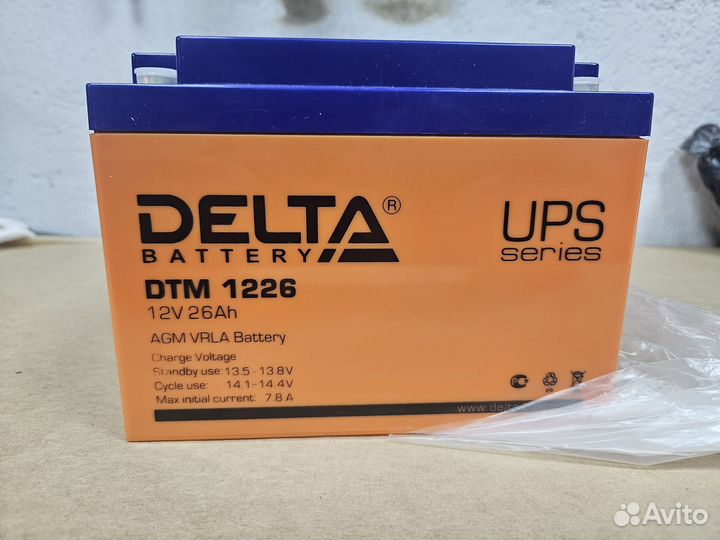 DELTA®
BATTERY
UPS
series
DTM 1226
12V 26Ah
AGM VRLA Battery
Charge Voltage
Standby use: 13.5 - 13.8V
Cycle use: 14.1 - 14.4V
Max initial current: 7.8 A
Pb
Avito